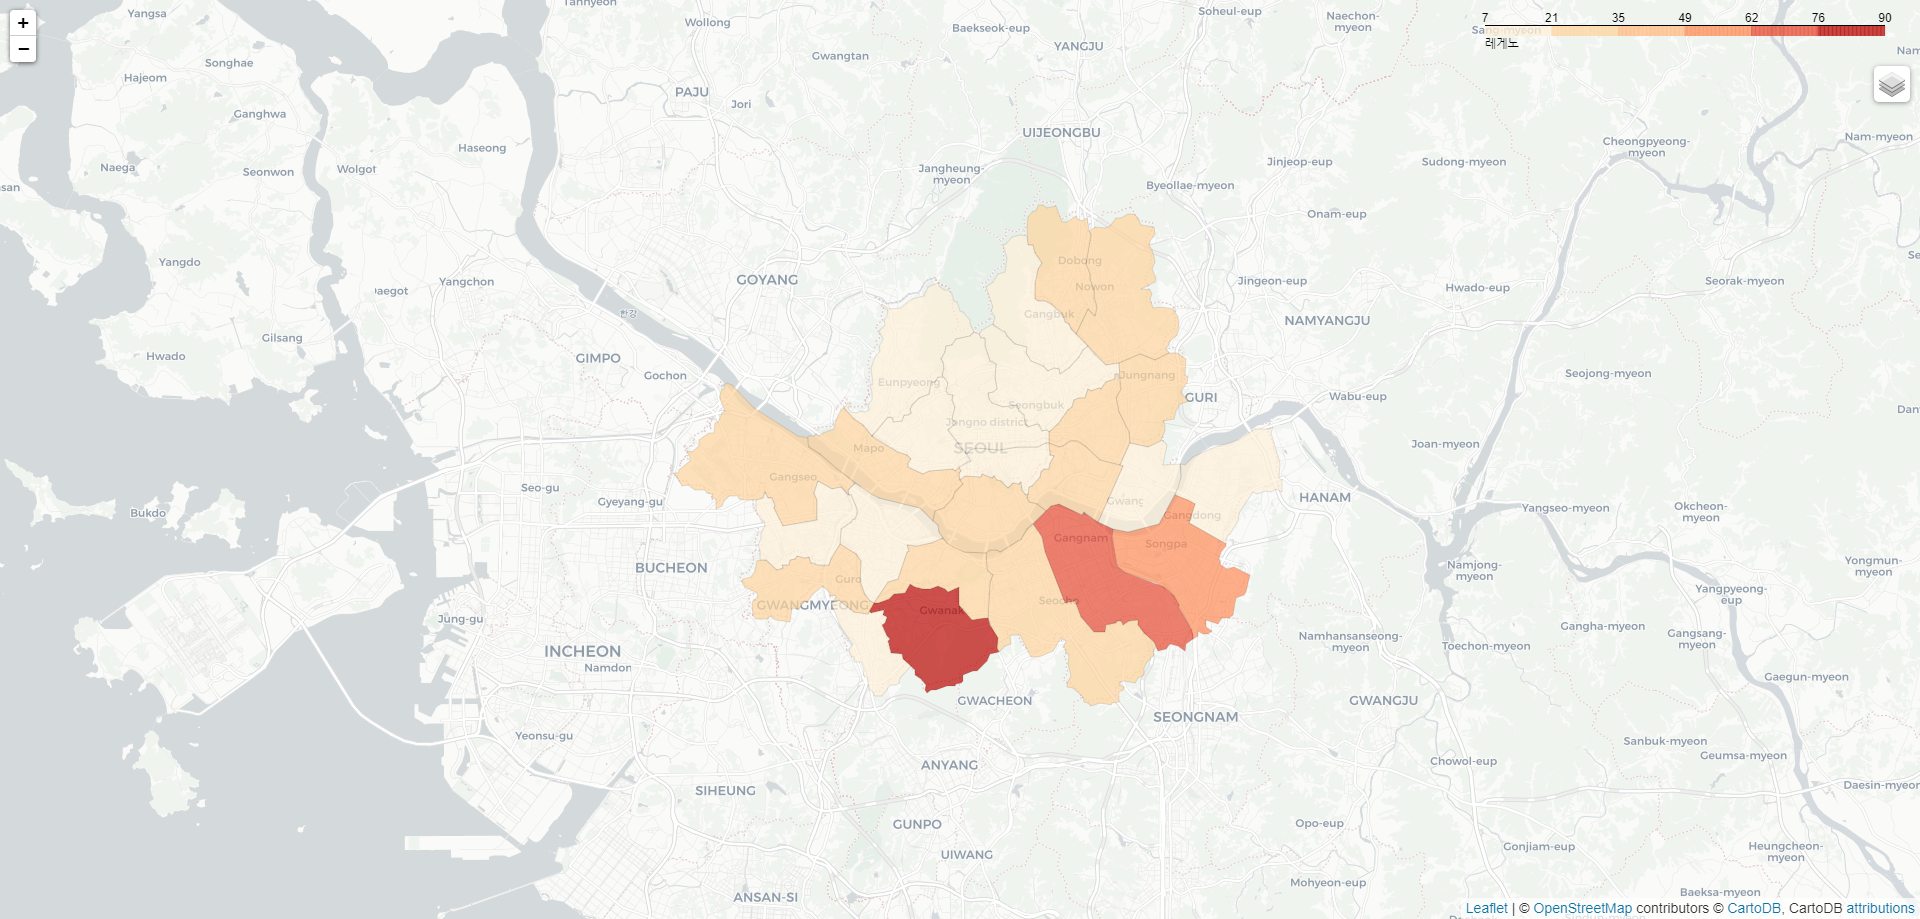 +
−
Tanhyeon
Yangsa
Wollong
Soheul-eup
Naechon-
myeon
7 21 35 49 62 76 90
Sang-myeon
레게노
Baekseok-eup
YANGJU
Songhae
Gwangtan
Hajeom
PAJU
Jori
Ganghwa
UIJEONGBU
Nam-myeon
Cheongpyeong-
myeon
Haseong
Naega
Seonwon
Wolgot
Jangheung-
myeon
Jinjeop-eup
Sudong-myeon
Byeollae-myeon
Onam-eup
Yangdo
Dobong
GOYANG
Yangchon
Nowon
Jingeon-eup
Hwado-eup
Seorak-myeon
한강
Gangbuk
NAMYANGJU
Gilsang
Hwado
GIMPO
Gochon
Eunpyeong
Jungnang
Seojong-myeon
GURI
Wabu-eup
Seongbuk
Jongno district
SEOUL
Mapo
Joan-myeon
Gangseo
Seo-gu
Gyeyang-gu
Gwang
HANAM
Bukdo
Gangdong
Yangseo-myeon
Okcheon-
myeon
Gangnam
Songpa
BUCHEON
Guro
Namjong-
myeon
Yongmun-
myeon
Yangpyeong-
eup
GWANGMYEONG
Gwanak
Seocho
Jung-gu
Gangha-myeon
Gangsang-
myeon
Namhansanseong-
myeon
Toechon-myeon
INCHEON
Namdon
Gaegun-myeon
GWACHEON
GWANGJU
SEONGNAM
Yeonsu-gu
Sanbuk-myeon
Geumsa-myeon
ANYANG
Chowol-eup
SIHEUNG
Daesin-myeon
GUNPO
Opo-eup
UIWANG
Gonjiam-eup
Heungcheon-
myeon
Mohyeon-eup
Baeksa-myeon
ANSAN-SI
Leaflet | © OpenStreetMap contributors © CartoDB, CartoDB attributions